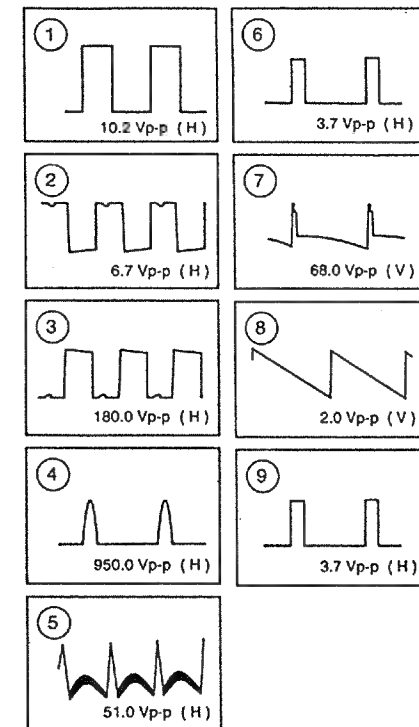 1
10.2 Vp-p (H)
2
6.7 Vp-p (H)
3
180.0 Vp-p (H)
4
950.0 Vp-p (H)
5
51.0 Vp-p (H)
6
3.7 Vp-p (H)
7
68.0 Vp-p (V)
8
2.0 Vp-p (V)
9
3.7 Vp-p (H)